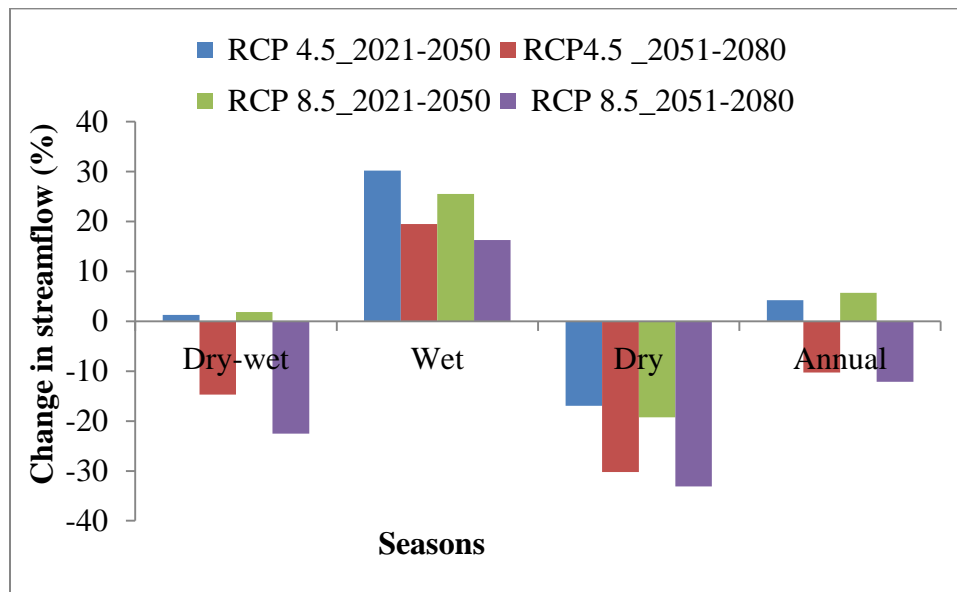 RCP 4.5_2021-2050 RCP4.5 _2051-2080
RCP 8.5_2021-2050 RCP 8.5_2051-2080
Change in streamflow (%)
40
30
20
10
0
-10
-20
-30
-40
Dry-wet Wet Dry Annual
Seasons